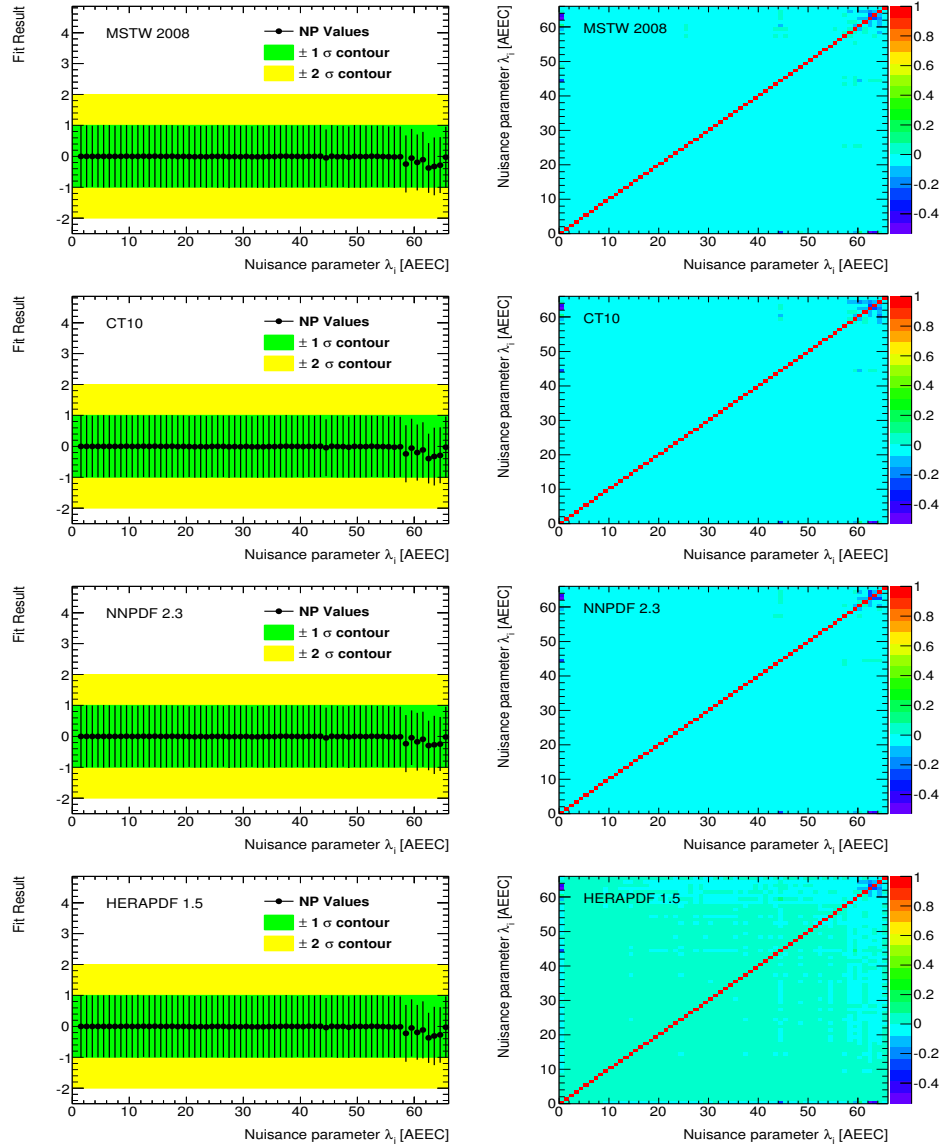 Fit Result
4
3
2
1
0
-1
-2
MSTW 2008
NP Values
± 1 σ contour
± 2 σ contour
0 10 20 30 40 50 60
Nuisance parameter λi [AEEC]
Nuisance parameter λi [AEEC]
60
50
40
30
20
10
0
MSTW 2008
0 10 20 30 40 50 60
Nuisance parameter λi [AEEC]
1
0.8
0.6
0.4
0.2
0
-0.2
-0.4
Fit Result
4
3
2
1
0
-1
-2
CT10
NP Values
± 1 σ contour
± 2 σ contour
0 10 20 30 40 50 60
Nuisance parameter λi [AEEC]
Nuisance parameter λi [AEEC]
60
50
40
30
20
10
0
CT10
0 10 20 30 40 50 60
Nuisance parameter λi [AEEC]
1
0.8
0.6
0.4
0.2
0
-0.2
-0.4
Fit Result
4
3
2
1
0
-1
-2
NNPDF 2.3
NP Values
± 1 σ contour
± 2 σ contour
0 10 20 30 40 50 60
Nuisance parameter λi [AEEC]
Nuisance parameter λi [AEEC]
60
50
40
30
20
10
0
NNPDF 2.3
0 10 20 30 40 50 60
Nuisance parameter λi [AEEC]
1
0.8
0.6
0.4
0.2
0
-0.2
-0.4
Fit Result
4
3
2
1
0
-1
-2
HERAPDF 1.5
NP Values
± 1 σ contour
± 2 σ contour
0 10 20 30 40 50 60
Nuisance parameter λi [AEEC]
Nuisance parameter λi [AEEC]
60
50
40
30
20
10
0
HERAPDF 1.5
0 10 20 30 40 50 60
Nuisance parameter λi [AEEC]
1
0.8
0.6
0.4
0.2
0
-0.2
-0.4